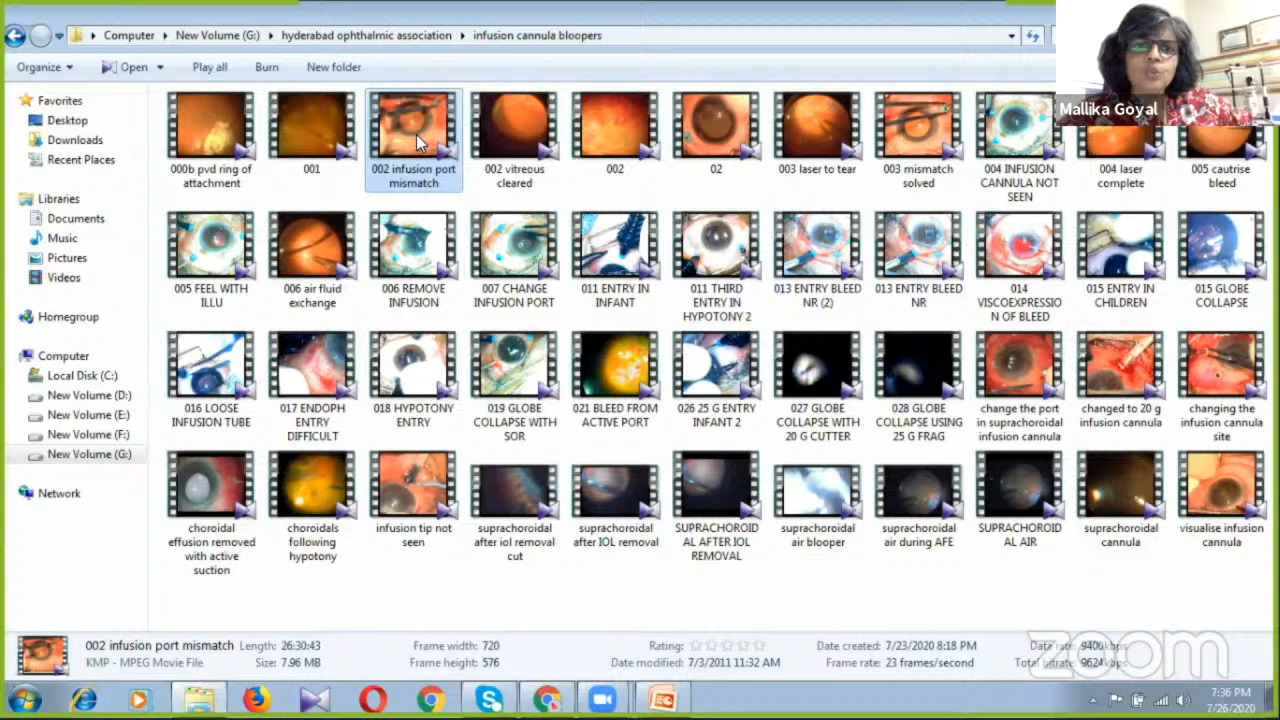 Computer New Volume (G:) hyderabad ophthalmic association infusion cannula bloopers
Organize Open Play all Burn New folder
Mallika Goyal
Favorites
Desktop
Downloads
Recent Places
Libraries
Documents
Music
Pictures
Videos
Homegroup
Computer
Local Disk (C:)
New Volume (D:)
New Volume (E:)
New Volume (F:)
New Volume (G:)
Network
000b pvd ring of
attachment
001
002 infusion port
mismatch
002 vitreous
cleared
002
02
003 laser to tear
003 mismatch
solved
004 INFUSION
CANNULA NOT
SEEN
004 laser
complete
005 cautrise
bleed
005 FEEL WITH
ILLU
006 air fluid
exchange
006 REMOVE
INFUSION
007 CHANGE
INFUSION PORT
011 ENTRY IN
INFANT
011 THIRD
ENTRY IN
HYPOTONY 2
013 ENTRY BLEED
NR (2)
013 ENTRY BLEED
NR
014
VISCOEXPRESSIO
N OF BLEED
015 ENTRY IN
CHILDREN
015 GLOBE
COLLAPSE
016 LOOSE
INFUSION TUBE
017 ENDOPH
ENTRY
DIFFICULT
018 HYPOTONY
ENTRY
019 GLOBE
COLLAPSE WITH
SOR
021 BLEED FROM
ACTIVE PORT
026 25 G ENTRY
INFANT 2
027 GLOBE
COLLAPSE WITH
20 G CUTTER
028 GLOBE
COLLAPSE USING
25 G FRAG
change the port
in suprachoroidal
infusion cannula
changed to 20 g
infusion cannula
changing the
infusion cannula
site
choroidal
effusion removed
with active
suction
choroidals
following
hypotony
infusion tip not
seen
suprachoroidal
after iol removal
cut
suprachoroidal
after IOL removal
SUPRACHOROID
AL AFTER IOL
REMOVAL
suprachoroidal
air blooper
suprachoroidal
air during AFE
SUPRACHOROID
AL AIR
suprachoroidal
cannula
visualise infusion
cannula
002 infusion port mismatch Length: 26:30:43 Frame width: 720 Rating: Date created: 7/23/2020 8:18 PM Data rate: 9400kbps
KMP - MPEG Movie File Size: 7.96 MB Frame height: 576 Date modified: 7/3/2011 11:32 AM Frame rate: 23 frames/second Total bitrate: 9624kbps
zoom
7:36 PM
7/26/2020